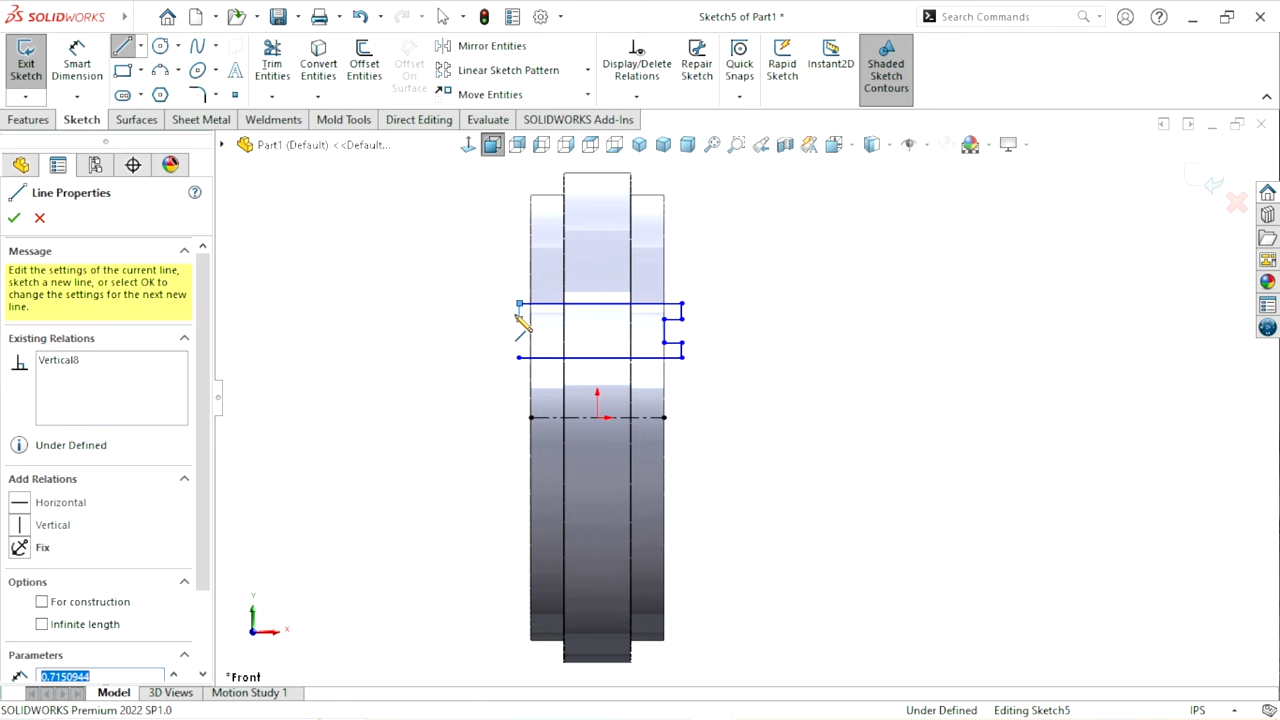 SOLIDWORKS
Sketch5 of Part1 *
Search Commands
Exit Sketch
Smart Dimension
Trim Entities
Convert Entities
Offset Entities
Offset On Surface
Mirror Entities
Linear Sketch Pattern
Move Entities
Display/Delete Relations
Repair Sketch
Quick Snaps
Rapid Sketch
Instant2D
Shaded Sketch Contours
Features
Sketch
Surfaces
Sheet Metal
Weldments
Mold Tools
Direct Editing
Evaluate
SOLIDWORKS Add-Ins
Part1 (Default) <<Default...
Line Properties
Message
Edit the settings of the current line,
sketch a new line, or select OK to
change the settings for the next new
line.
Existing Relations
Vertical8
Under Defined
Add Relations
Horizontal
Vertical
Fix
Options
For construction
Infinite length
Parameters
0.7150944
Y
X
*Front
Model
3D Views
Motion Study 1
SOLIDWORKS Premium 2022 SP1.0
Under Defined
Editing Sketch5
IPS